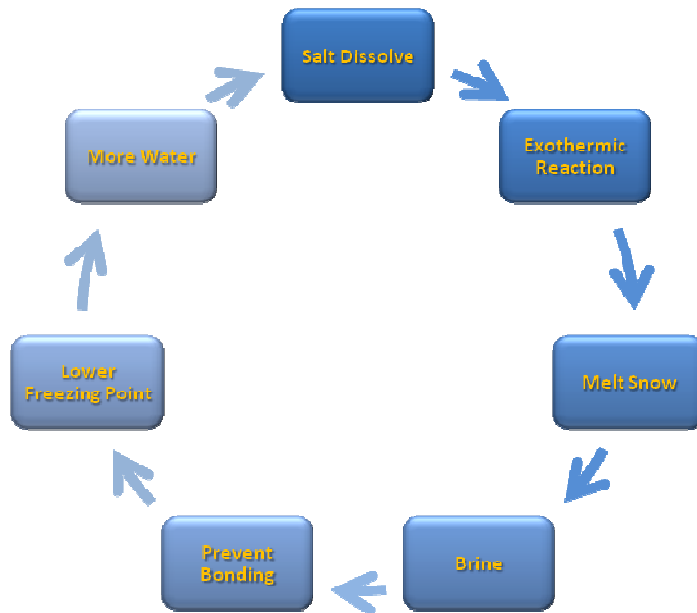 Salt Dissolve
Exothermic
Reaction
Melt Snow
Brine
Prevent
Bonding
Lower
Freezing Point
More Water